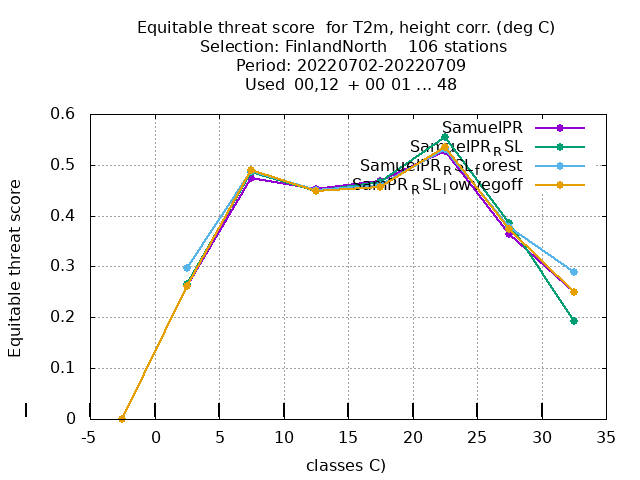 Equitable threat score for T2m, height corr. (deg C)
Selection: FinlandNorth 106 stations
Period: 20220702-20220709
Used 00,12 + 00 01 ... 48
SamuelPR
SamuelPR_RSL
SamuelPR_RSL_forest
SamPR_RSL_lowvegoff
Equitable threat score
0.6
0.5
0.4
0.3
0.2
0.1
0
-5 0 5 10 15 20 25 30 35
classes C)